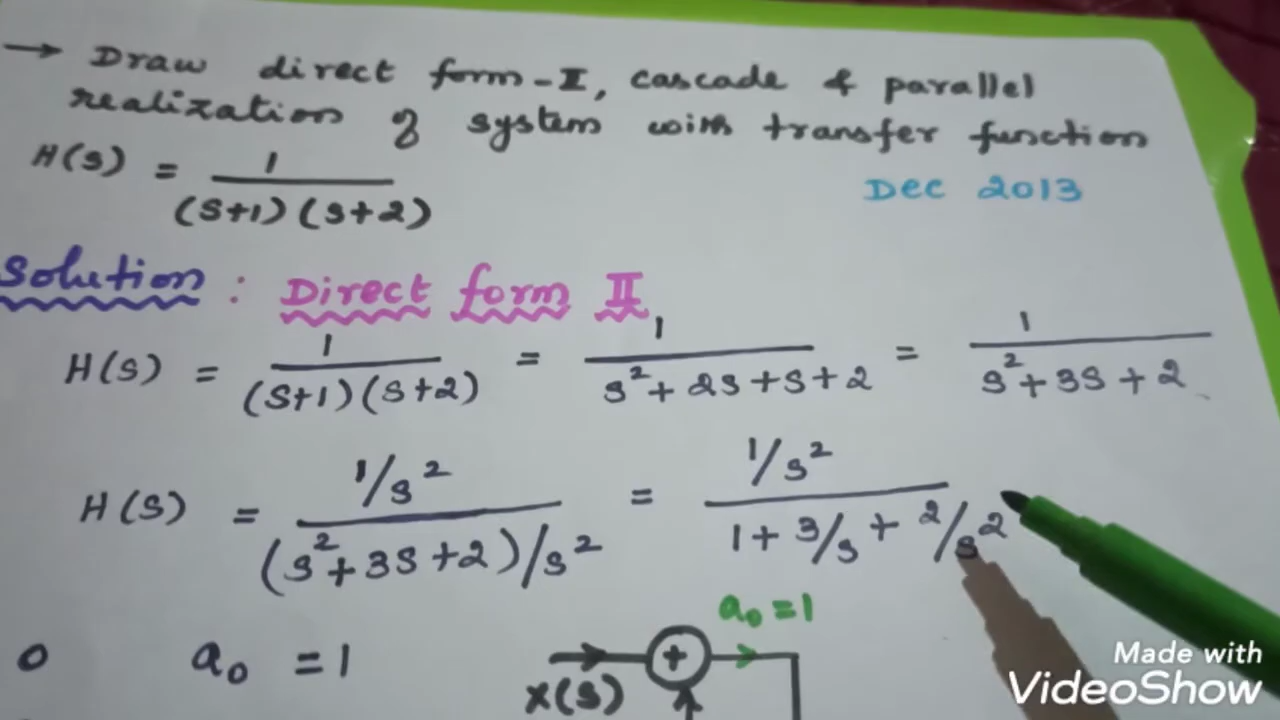 → Draw direct form-II, cascade & parallel
realization of system with transfer function
H(s) = 1/(s+1)(s+2)
Dec 2013
Solution : Direct form II
H(s) = 1/(s+1)(s+2) = 1/s²+2s+s+2 = 1/s²+3s+2
H(s) = 1/s²/(s²+3s+2)/s² = 1/s²/1+3/s+2/s²
a₀ =1
0 a₀ =1
+
X(s)
Made with
VideoShow